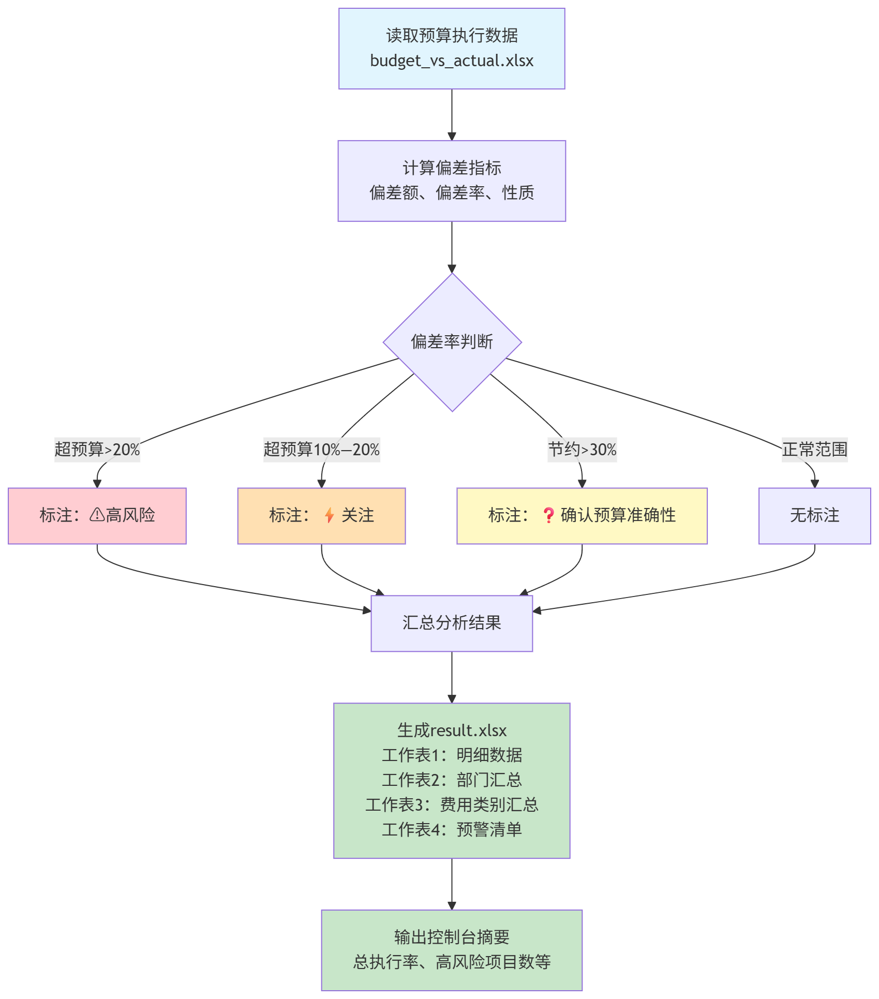 读取预算执行数据
budget_vs_actual.xlsx
计算偏差指标
偏差额、偏差率、性质
偏差率判断
超预算>20%
超预算10%—20%
节约>30%
正常范围
标注：⚠高风险
标注：⚡关注
标注：❓确认预算准确性
无标注
汇总分析结果
生成result.xlsx
工作表1：明细数据
工作表2：部门汇总
工作表3：费用类别汇总
工作表4：预警清单
输出控制台摘要
总执行率、高风险项目数等